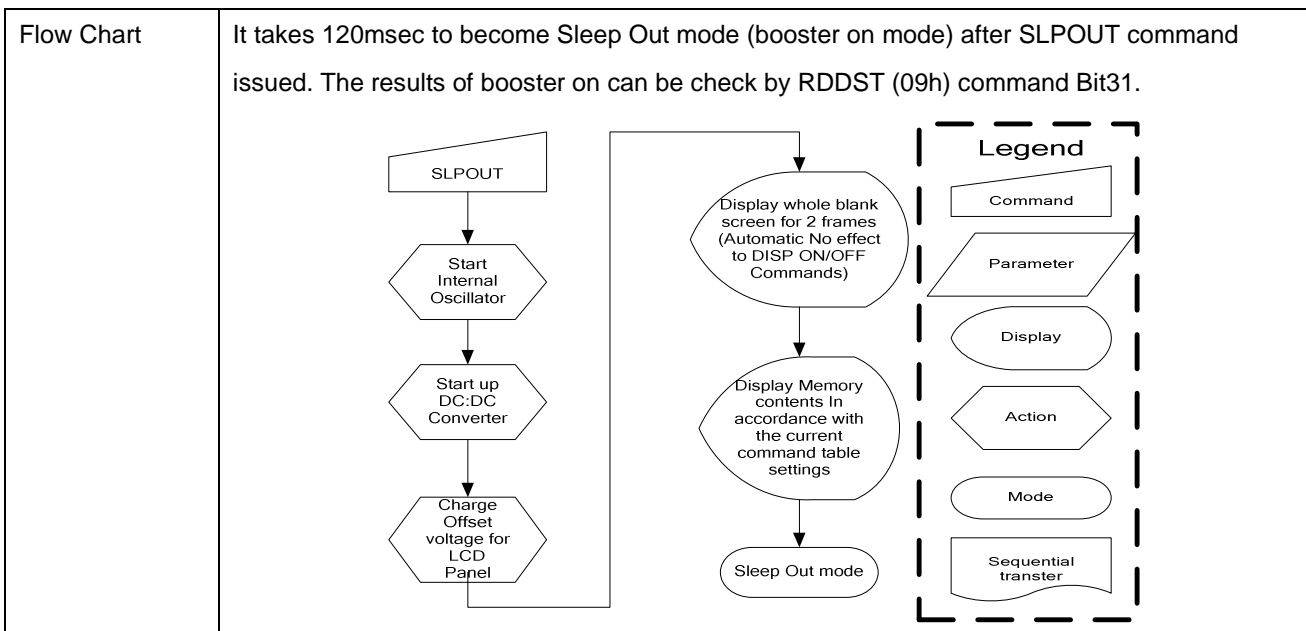 Flow Chart
It takes 120msec to become Sleep Out mode (booster on mode) after SLPOUT command
issued. The results of booster on can be check by RDDST (09h) command Bit31.
SLPOUT
Start
Internal
Oscillator
Start up
DC:DC
Converter
Charge
Offset
voltage for
LCD
Panel
Display whole blank
screen for 2 frames
(Automatic No effect
to DISP ON/OFF
Commands)
Display Memory
contents In
accordance with
the current
command table
settings
Sleep Out mode
Legend
Command
Parameter
Display
Action
Mode
Sequential
transter